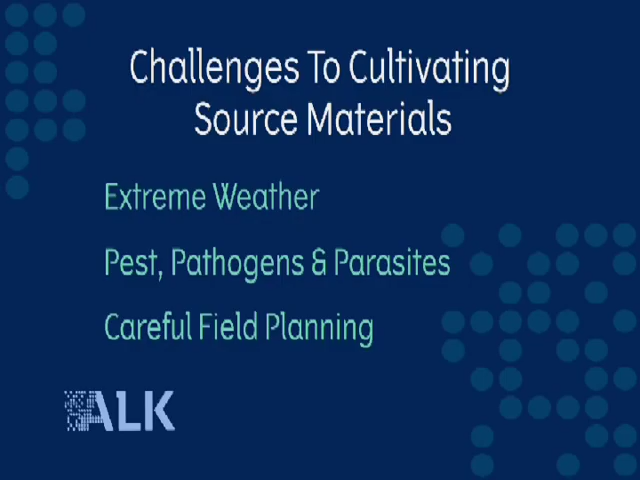 Challenges To Cultivating
Source Materials
Extreme Weather
Pest, Pathogens & Parasites
Careful Field Planning
ALK